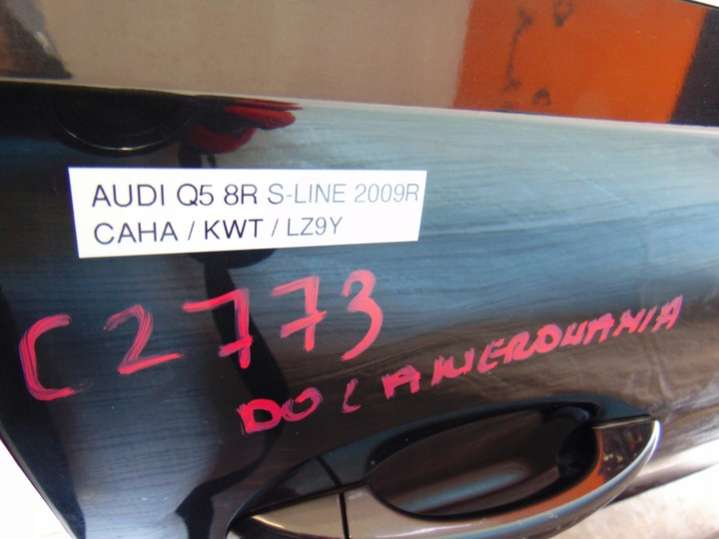 AUDI Q5 8R S-LINE 2009R
CAHA / KWT / LZ9Y
C2773
DO LAKIEROWANIA